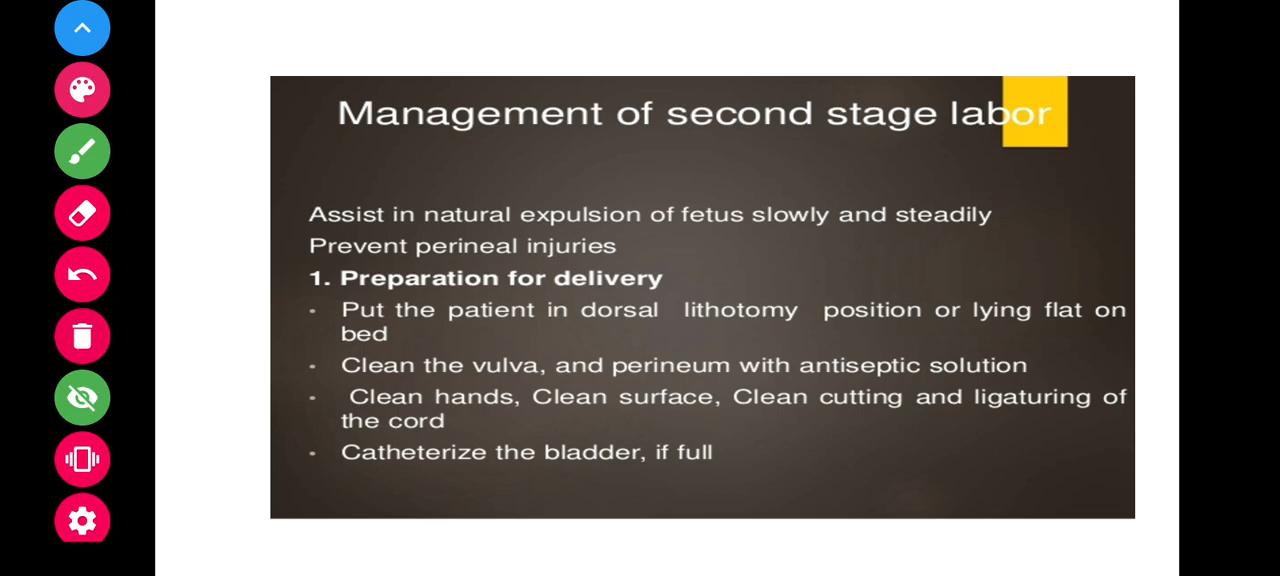 Management of second stage labor
Assist in natural expulsion of fetus slowly and steadily
Prevent perineal injuries
1. Preparation for delivery
• Put the patient in dorsal lithotomy position or lying flat on
bed
• Clean the vulva, and perineum with antiseptic solution
• Clean hands, Clean surface, Clean cutting and ligaturing of
the cord
• Catheterize the bladder, if full